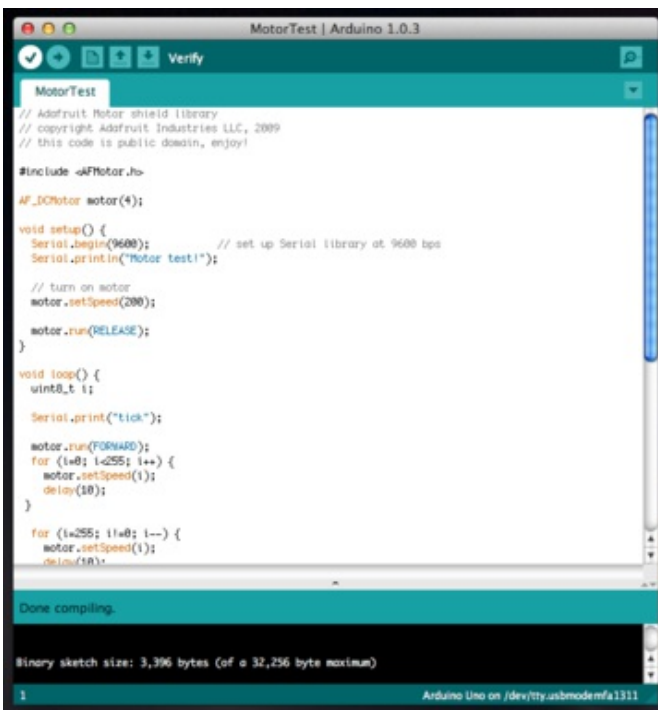 MotorTest | Arduino 1.0.3
Verify
MotorTest
// Adafruit Motor shield library
// copyright Adafruit Industries LLC, 2009
// this code is public domain, enjoy!
#include <AFMotor.h>
AF_DCMotor motor(4);
void setup() {
Serial.begin(9600); // set up Serial library at 9600 bps
Serial.println("Motor test!");
// turn on motor
motor.setSpeed(200);
motor.run(RELEASE);
}
void loop() {
uint8_t i;
Serial.print("tick");
motor.run(FORWARD);
for (i=0; i<255; i++) {
motor.setSpeed(i);
delay(10);
}
for (i=255; i!=0; i--) {
motor.setSpeed(i);
delay(10);
Done compiling.
Binary sketch size: 3,396 bytes (of a 32,256 byte maximum)
1 Arduino Uno on /dev/tty.usbmodemfa1311